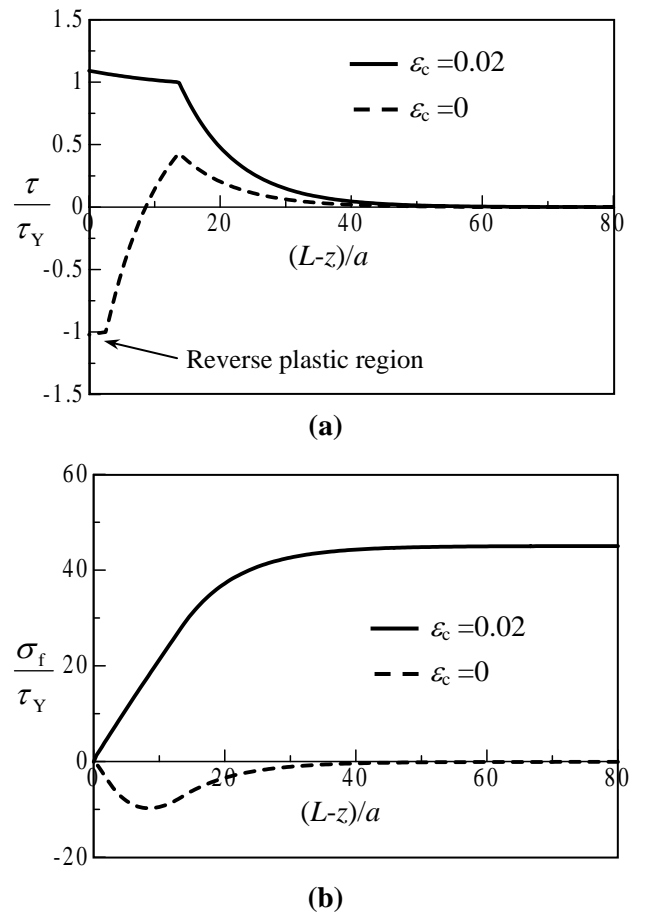 1.5
1
0.5
0
-0.5
-1
-1.5
τ
τY
εc =0.02
εc =0
0 20 40 60 80
(L-z)/a
Reverse plastic region
(a)
60
40
20
0
-20
σf
τY
εc =0.02
εc =0
0 20 40 60 80
(L-z)/a
(b)